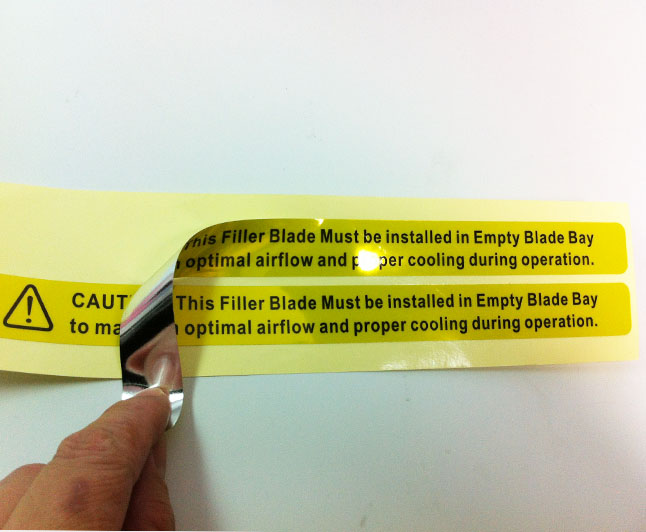 This Filler Blade Must be installed in Empty Blade Bay
optimal airflow and proper cooling during operation.
CAUT This Filler Blade Must be installed in Empty Blade Bay
to ma optimal airflow and proper cooling during operation.